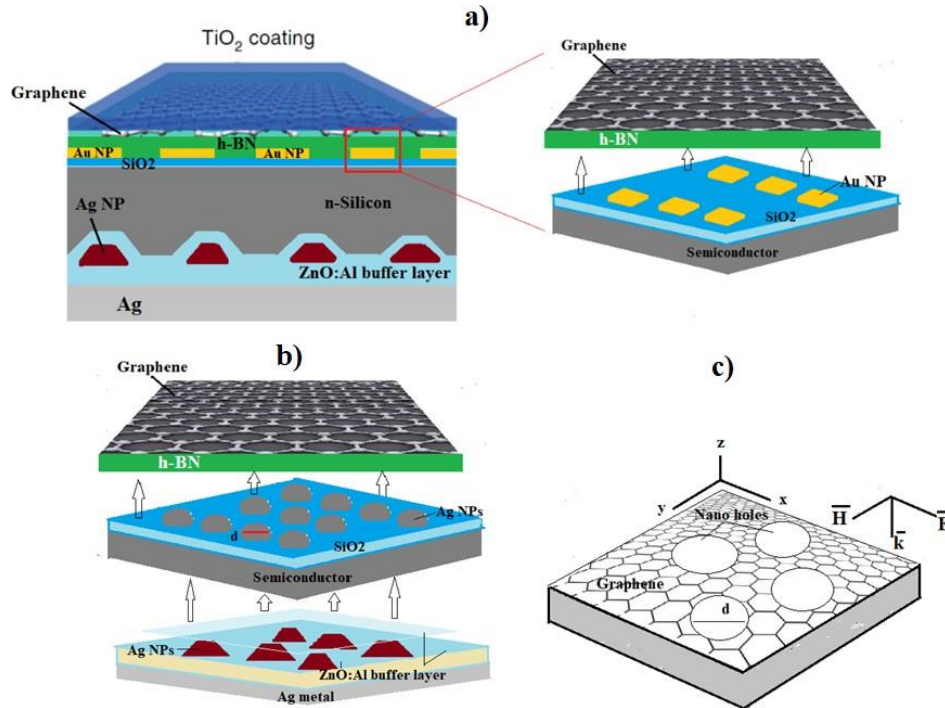 a)
TiO2 coating
Graphene
h-BN
Au NP
Au NP
SiO2
n-Silicon
Ag NP
ZnO:Al buffer layer
Ag
Graphene
h-BN
Au NP
SiO2
Semiconductor
b)
Graphene
h-BN
Ag NPs
d
SiO2
Semiconductor
Ag NPs
ZnO:Al buffer layer
Ag metal
c)
z
y
x
Nano holes
H
k
Graphene
d